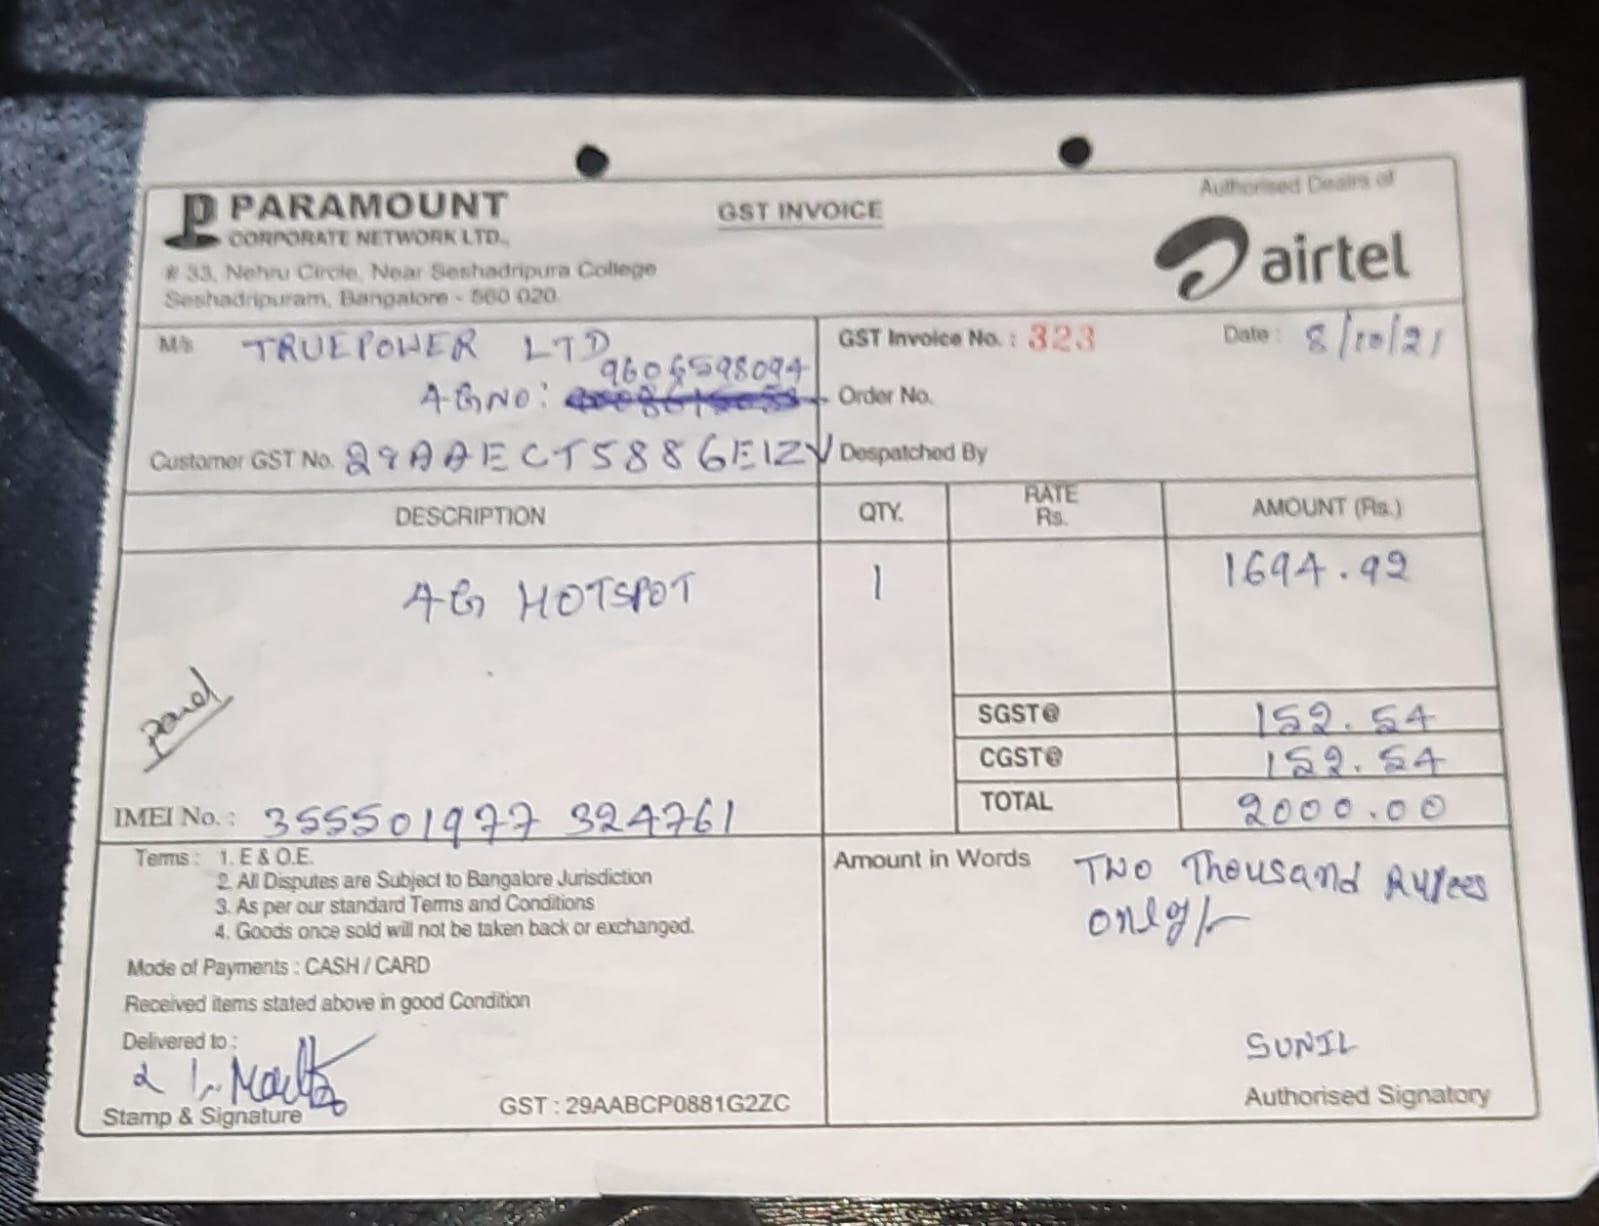 Authorised Dealrs of
PARAMOUNT
CORPORATE NETWORK LTD.,
GST INVOICE
airtel
# 33, Nehru Circle, Near Seshadripura College
Seshadripuram, Bangalore - 560 020.
M/s TRUEPOWER LTD
GST Invoice No. : 323 Date : 8/10/21
9606598094
4G NO:
Order No.
Customer GST No. 29AAECT5886E1ZV
Despatched By
DESCRIPTION QTY. RATE Rs. AMOUNT (Rs.)
4G HOTSPOT 1 1694.92
paid
SGST@ 152.54
CGST@ 152.54
TOTAL 2000.00
IMEI No. : 355501977 324761
Terms : 1. E & O.E.
2. All Disputes are Subject to Bangalore Jurisdiction
3. As per our standard Terms and Conditions
4. Goods once sold will not be taken back or exchanged.
Amount in Words Two Thousand Rupees
only/-
Mode of Payments : CASH / CARD
Received items stated above in good Condition
Delivered to :
SUNIL
Stamp & Signature
GST : 29AABCP0881G2ZC
Authorised Signatory